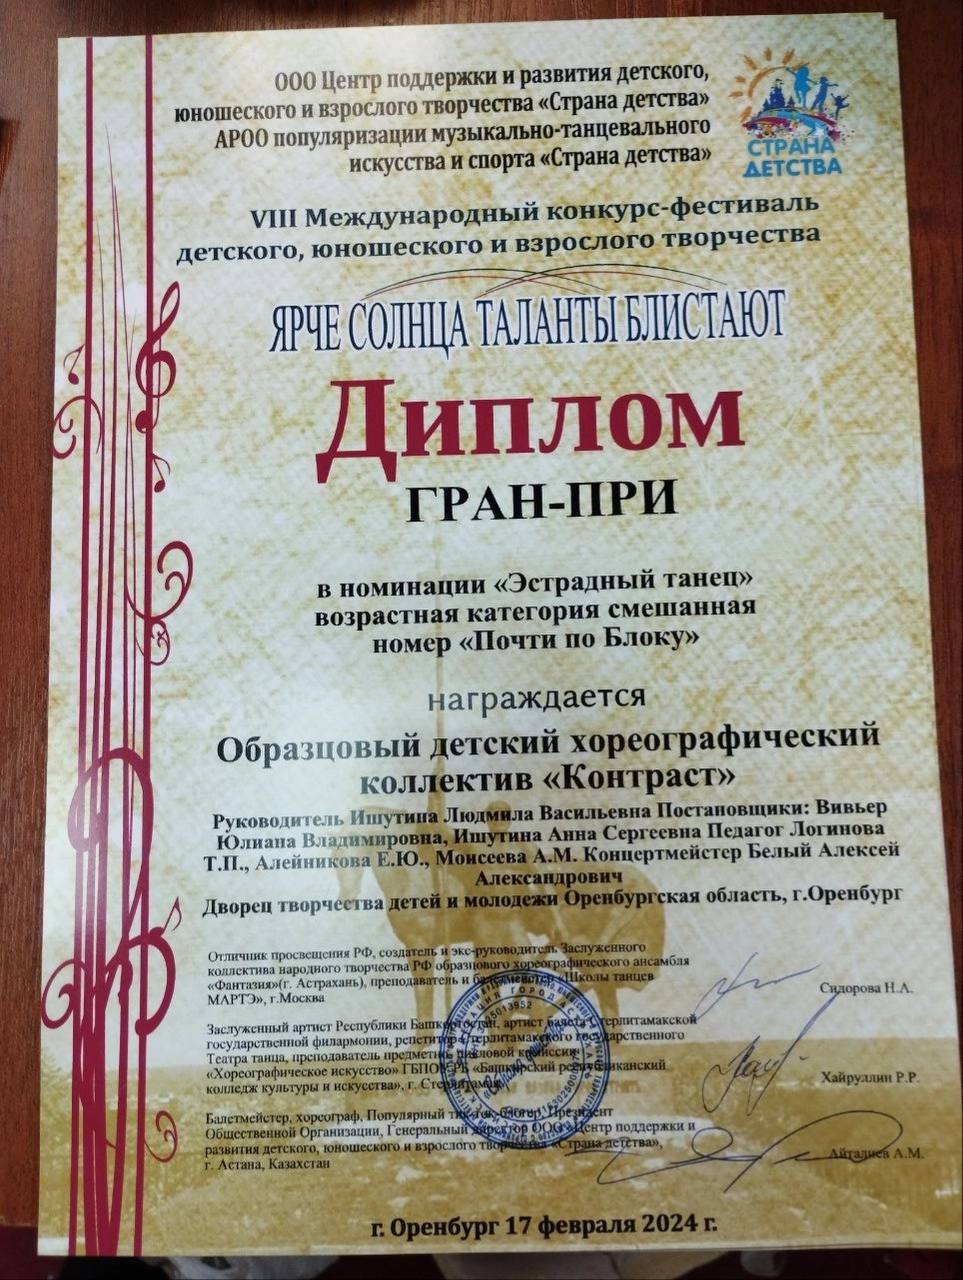 ООО Центр поддержки и развития детского,
юношеского и взрослого творчества «Страна детства»
АРОО популяризации музыкально-танцевального
искусства и спорта «Страна детства»
СТРАНА
ДЕТСТВА
VIII Международный конкурс-фестиваль
детского, юношеского и взрослого творчества
ЯРЧЕ СОЛНЦА ТАЛАНТЫ БЛИСТАЮТ
Диплом
ГРАН-ПРИ
в номинации «Эстрадный танец»
возрастная категория смешанная
номер «Почти по Блоку»
награждается
Образцовый детский хореографический
коллектив «Контраст»
Руководитель Ишутина Людмила Васильевна Постановщики: Вивьер
Юлиана Владимировна, Ишутина Анна Сергеевна Педагог Логинова
Т.П., Алейникова Е.Ю., Моисеева А.М. Концертмейстер Белый Алексей
Александрович
Дворец творчества детей и молодежи Оренбургская область, г.Оренбург
Отличник просвещения РФ, создатель и экс-руководитель Заслуженного
коллектива народного творчества РФ образцового хореографического ансамбля
«Фантазия»(г. Астрахань), преподаватель и балетмейстер «Школы танцев
МАРТЭ», г.Москва
Сидорова Н.А.
Заслуженный артист Республики Башкортостан, артист балета Стерлитамакской
государственной филармонии, репетитор Стерлитамакского государственного
Театра танца, преподаватель предметно-цикловой комиссии
«Хореографическое искусство» ГБПОУ РБ «Башкирский республиканский
колледж культуры и искусства», г. Стерлитамак
Хайруллин Р.Р.
Балетмейстер, хореограф, Популярный тик-ток-блогер, Президент
Общественной Организации, Генеральный директор ООО «Центр поддержки и
развития детского, юношеского и взрослого творчества «Страна детства»,
г. Астана, Казахстан
Айталиев А.М.
г. Оренбург 17 февраля 2024 г.